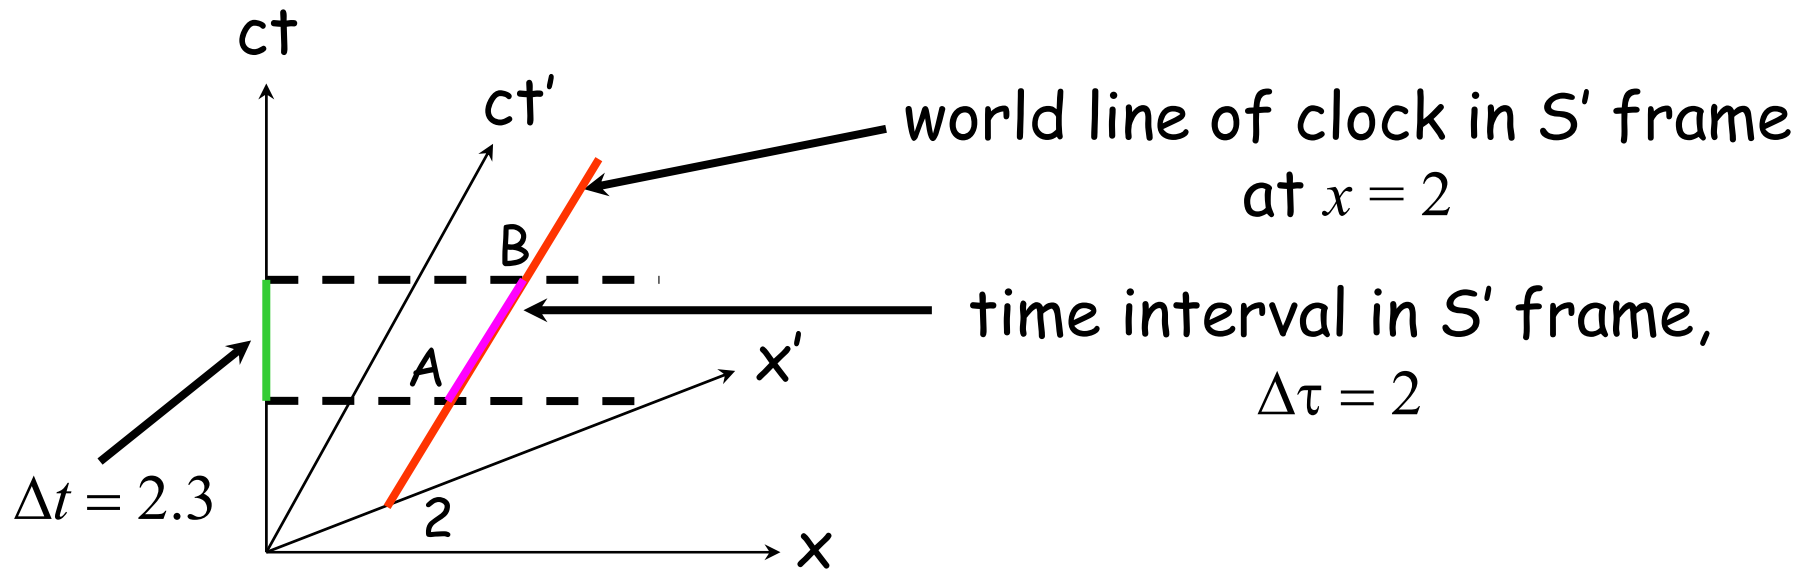 ct
ct'
world line of clock in S' frame
at x = 2
B
time interval in S' frame,
Δτ = 2
A
x'
Δt = 2.3
2
x